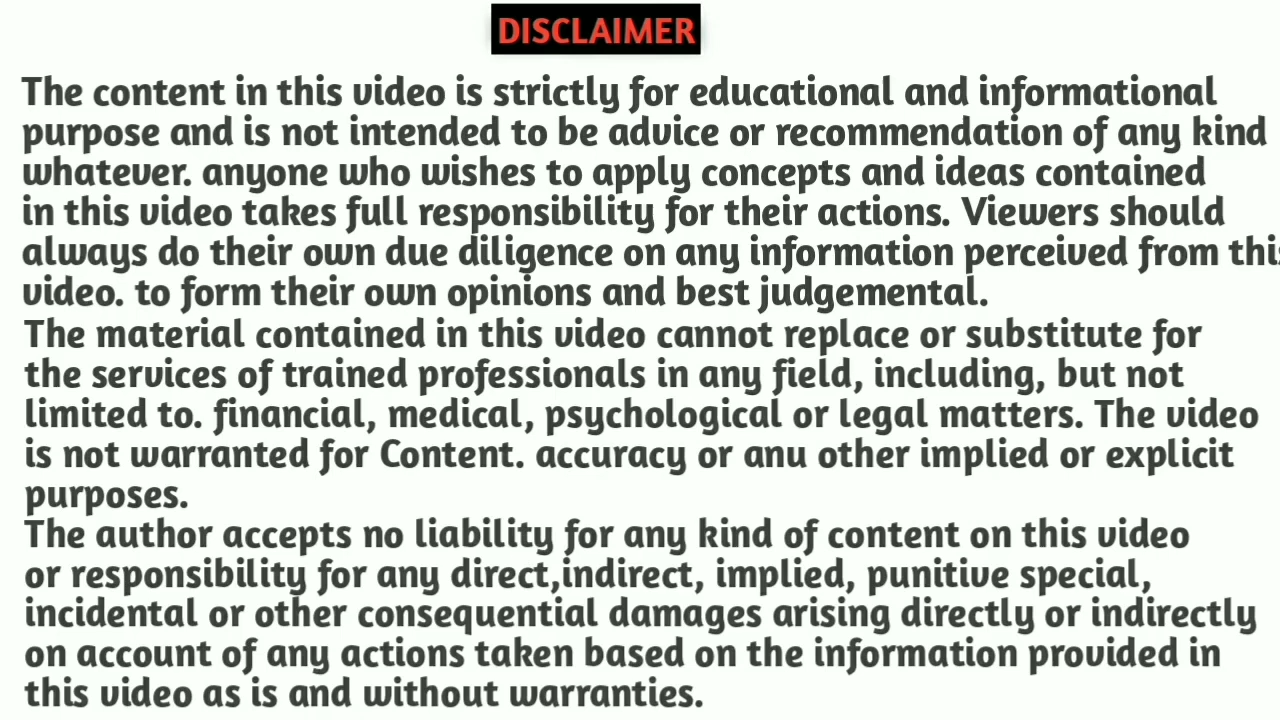 DISCLAIMER
The content in this video is strictly for educational and informational
purpose and is not intended to be advice or recommendation of any kind
whatever. anyone who wishes to apply concepts and ideas contained
in this video takes full responsibility for their actions. Viewers should
always do their own due diligence on any information perceived from this
video. to form their own opinions and best judgemental.
The material contained in this video cannot replace or substitute for
the services of trained professionals in any field, including, but not
limited to. financial, medical, psychological or legal matters. The video
is not warranted for Content. accuracy or anu other implied or explicit
purposes.
The author accepts no liability for any kind of content on this video
or responsibility for any direct,indirect, implied, punitive special,
incidental or other consequential damages arising directly or indirectly
on account of any actions taken based on the information provided in
this video as is and without warranties.